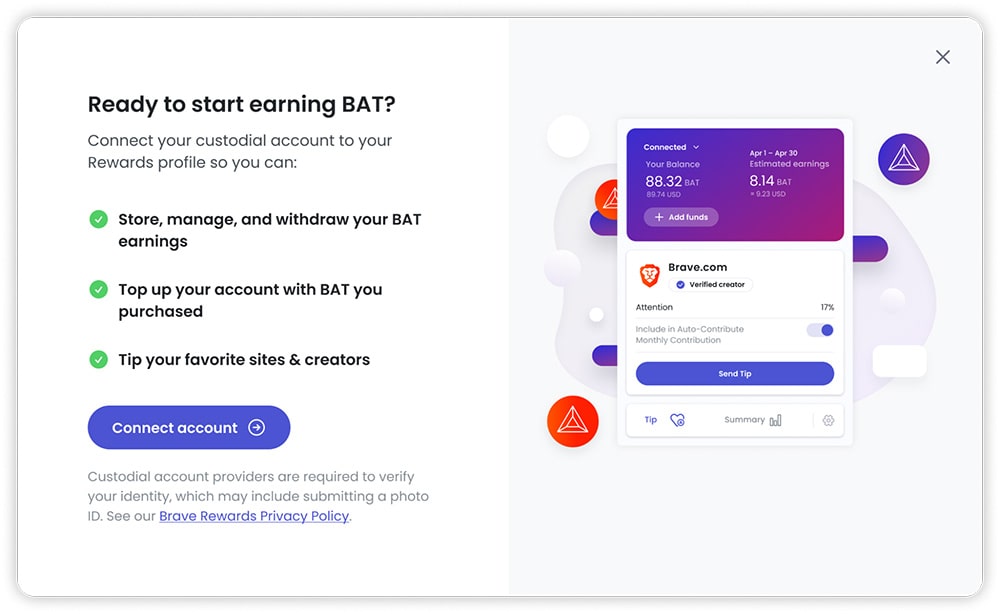 Ready to start earning BAT?
Connect your custodial account to your
Rewards profile so you can:
Store, manage, and withdraw your BAT
earnings
Top up your account with BAT you
purchased
Tip your favorite sites & creators
Connect account
Custodial account providers are required to verify
your identity, which may include submitting a photo
ID. See our Brave Rewards Privacy Policy.
Connected
Your Balance
88.32 BAT
89.74 USD
+ Add funds
Apr 1 – Apr 30
Estimated earnings
8.14 BAT
≈ 9.23 USD
Brave.com
Verified creator
Attention 17%
Include in Auto-Contribute
Monthly Contribution
Send Tip
Tip Summary